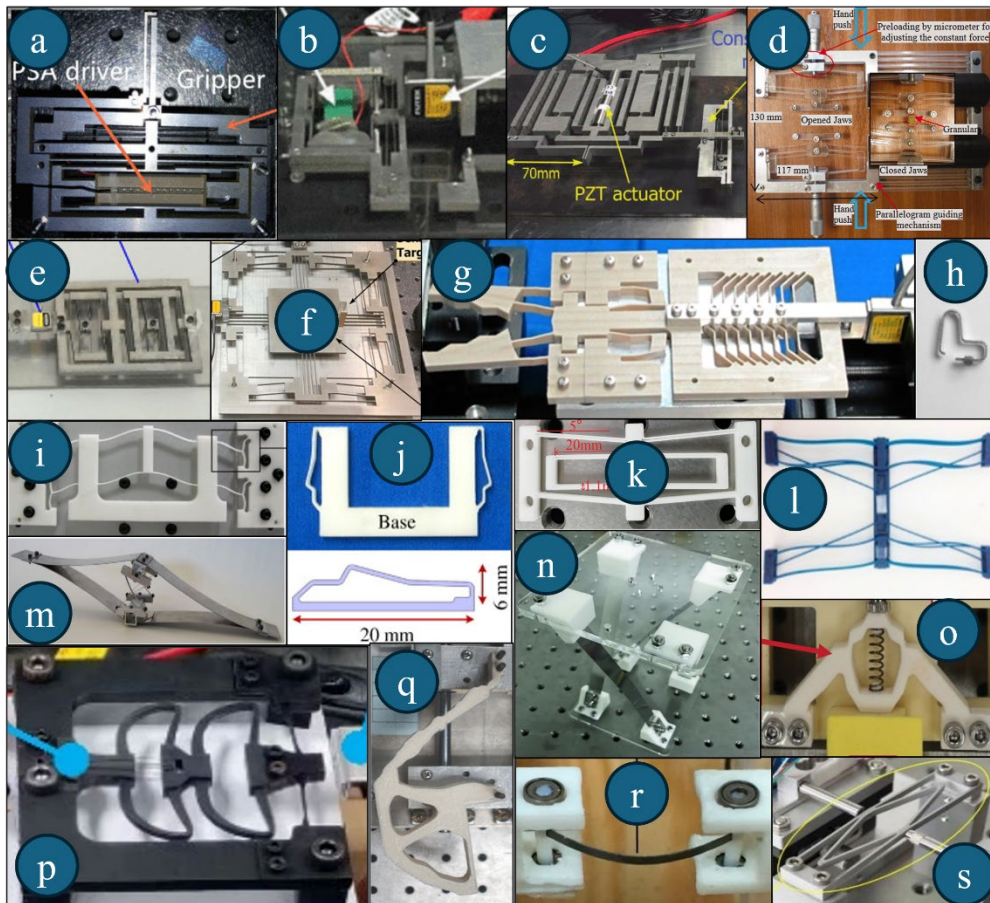 a
PSA driver
Gripper
b
c
Cons
70mm
PZT actuator
d
Hand
push
Preloading by micrometer fo
adjusting the constant force
130 mm
Opened Jaws
Granular
117 mm
Closed Jaws
Hand
push
Parallelogram guiding
mechanism
e
f
Targ
g
h
i
j
Base
6 mm
20 mm
k
5°
20mm
l
m
n
o
p
q
r
s